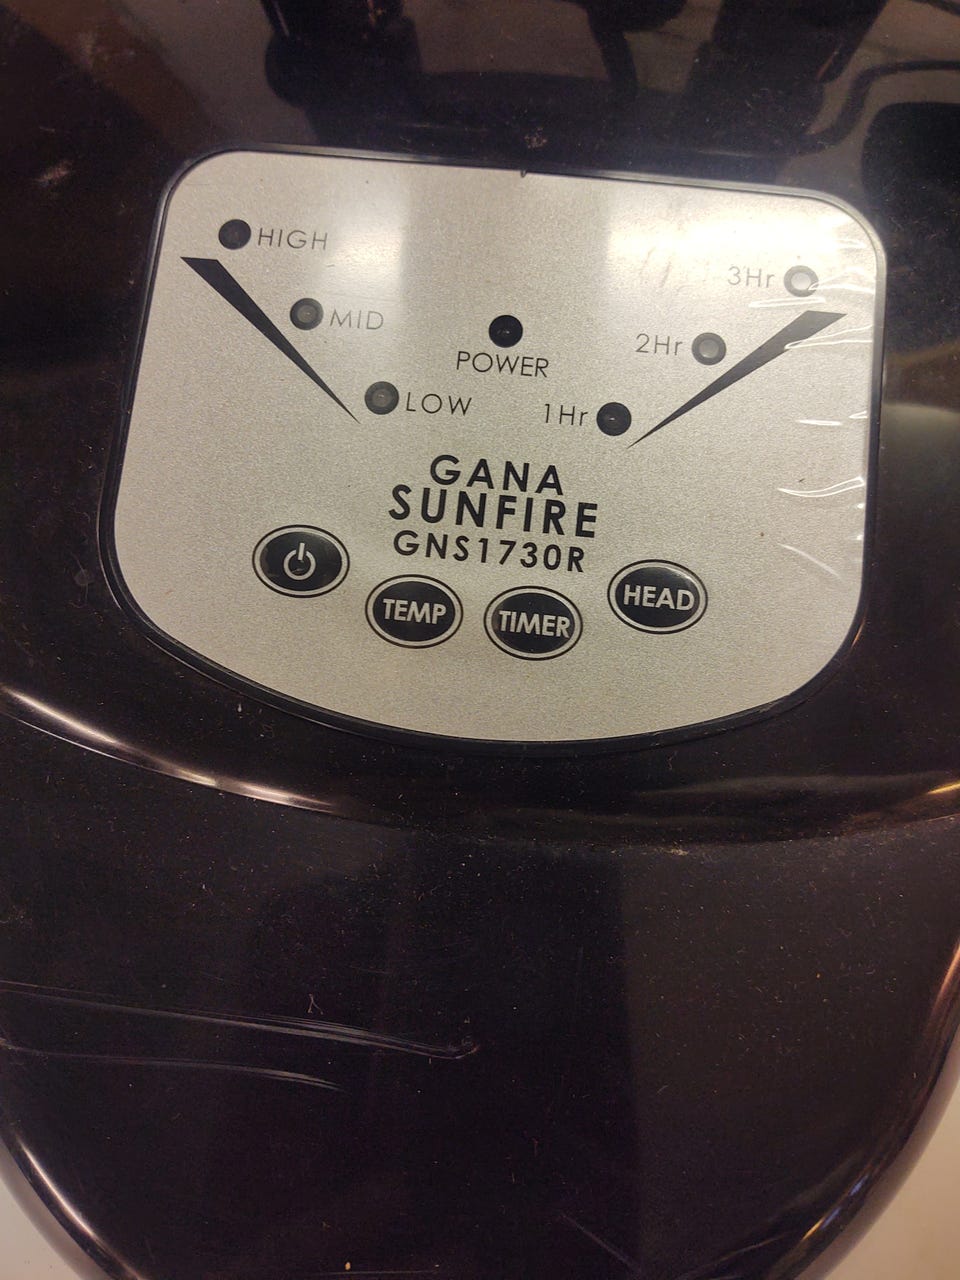 HIGH
MID
LOW
POWER
3Hr
2Hr
1Hr
GANA
SUNFIRE
GNS1730R
TEMP
TIMER
HEAD